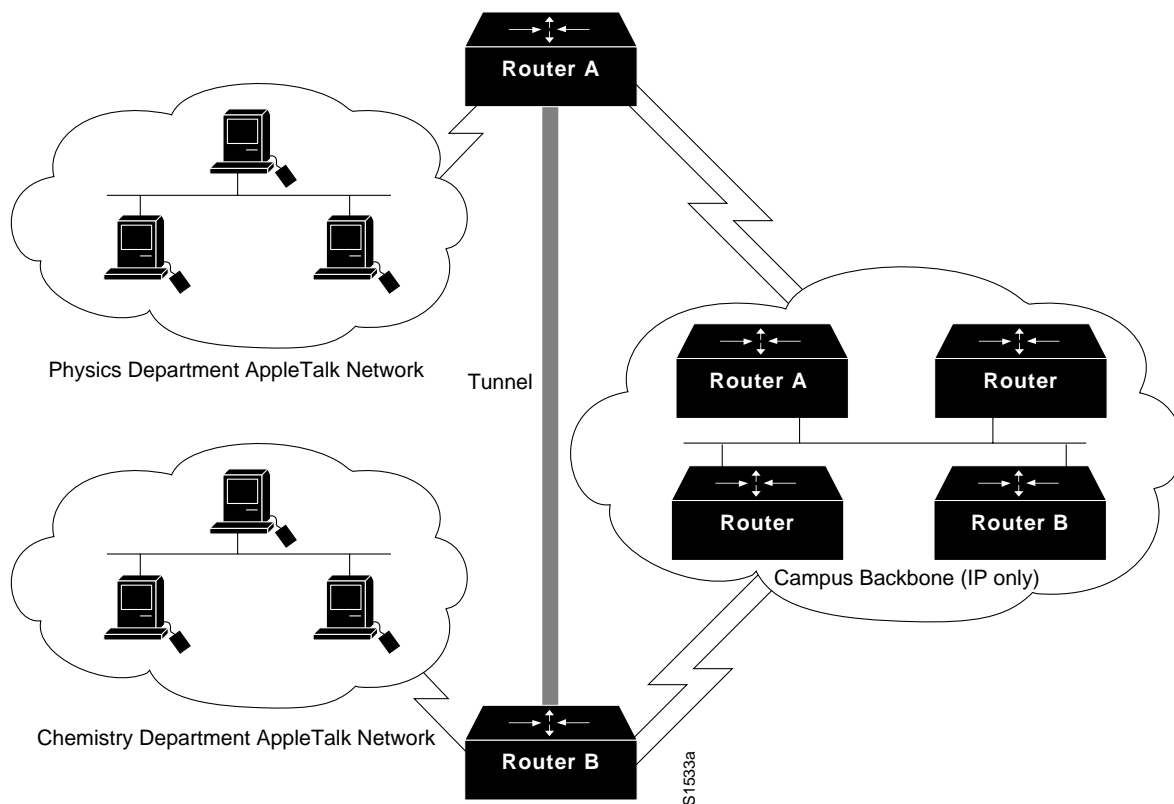 Router A
Physics Department AppleTalk Network
Tunnel
Router A
Router
Router
Router B
Campus Backbone (IP only)
Chemistry Department AppleTalk Network
Router B
S1533a